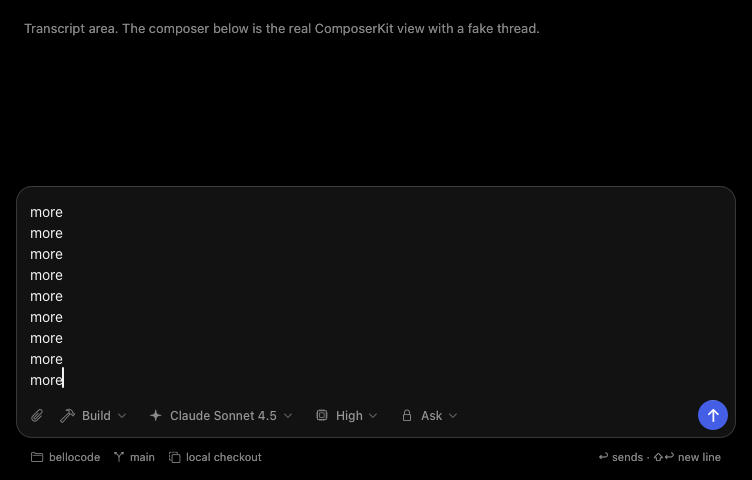 Transcript area. The composer below is the real ComposerKit view with a fake thread.
more
more
more
more
more
more
more
more
more
Build Claude Sonnet 4.5 High Ask
bellocode main local checkout ↩ sends · ⇧↩ new line